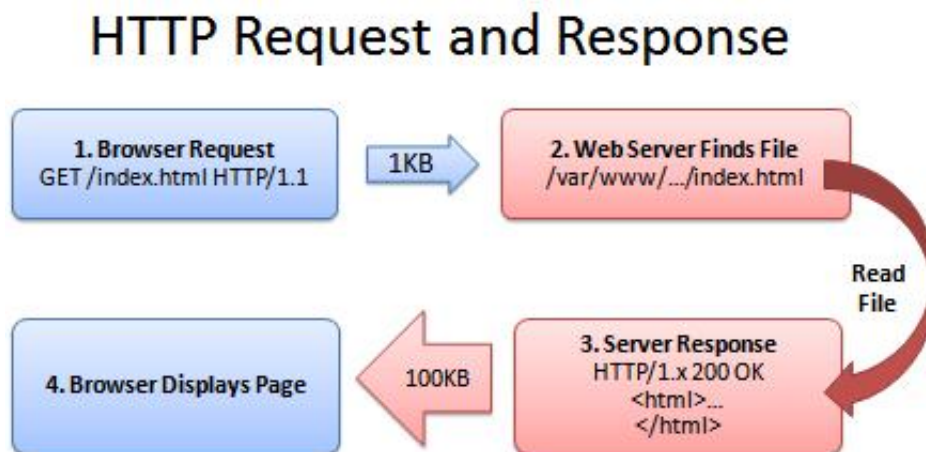 HTTP Request and Response
1. Browser Request
GET /index.html HTTP/1.1
1KB
2. Web Server Finds File
/var/www/.../index.html
Read
File
3. Server Response
HTTP/1.x 200 OK
<html>...
</html>
100KB
4. Browser Displays Page